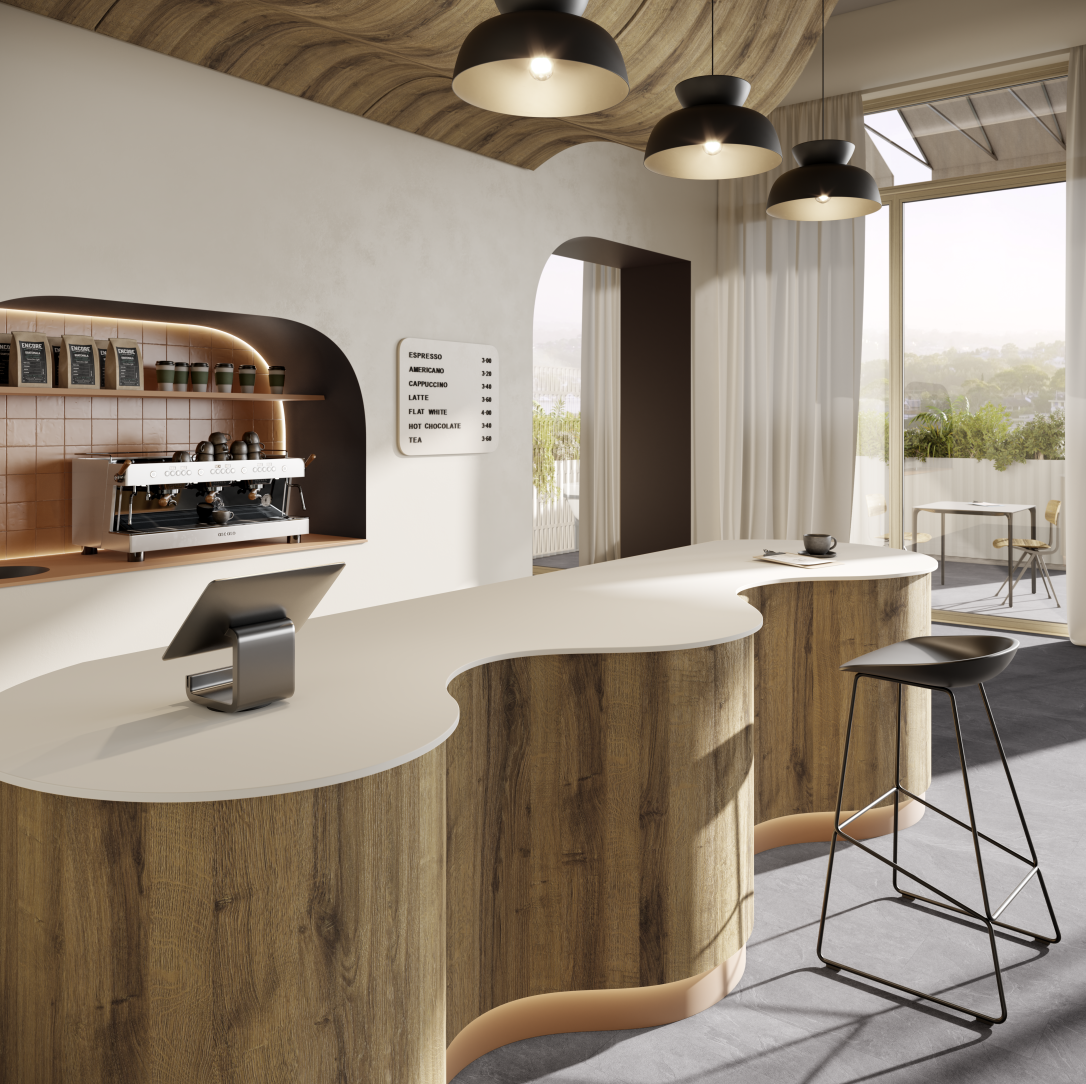 ENCORE
ENCORE
ENCORE
ESPRESSO 3.00
AMERICANO 3.20
CAPPUCCINO 3.40
LATTE 3.60
FLAT WHITE 4.00
HOT CHOCOLATE 3.40
TEA 3.60